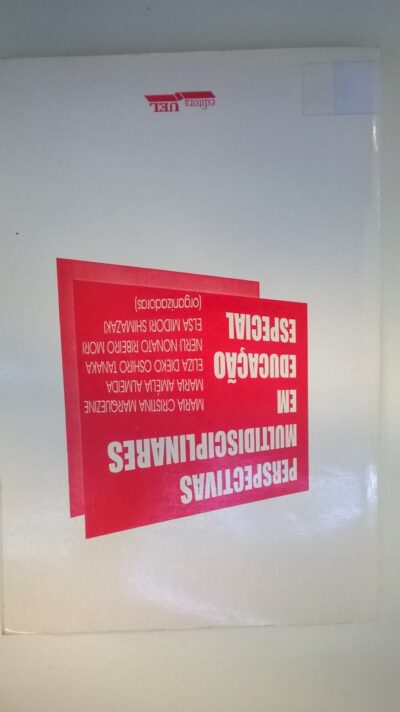 PERSPECTIVAS
MULTIDISCIPLINARES
EM
EDUCAÇÃO
ESPECIAL
MARIA CRISTINA MARQUEZINE
MARIA AMÉLIA ALMEIDA
ELIZA DIEKO OSHIRO TANAKA
NERLI NONATO RIBEIRO MORI
ELSA MIDORI SHIMAZAKI
(organizadoras)
editora UEL